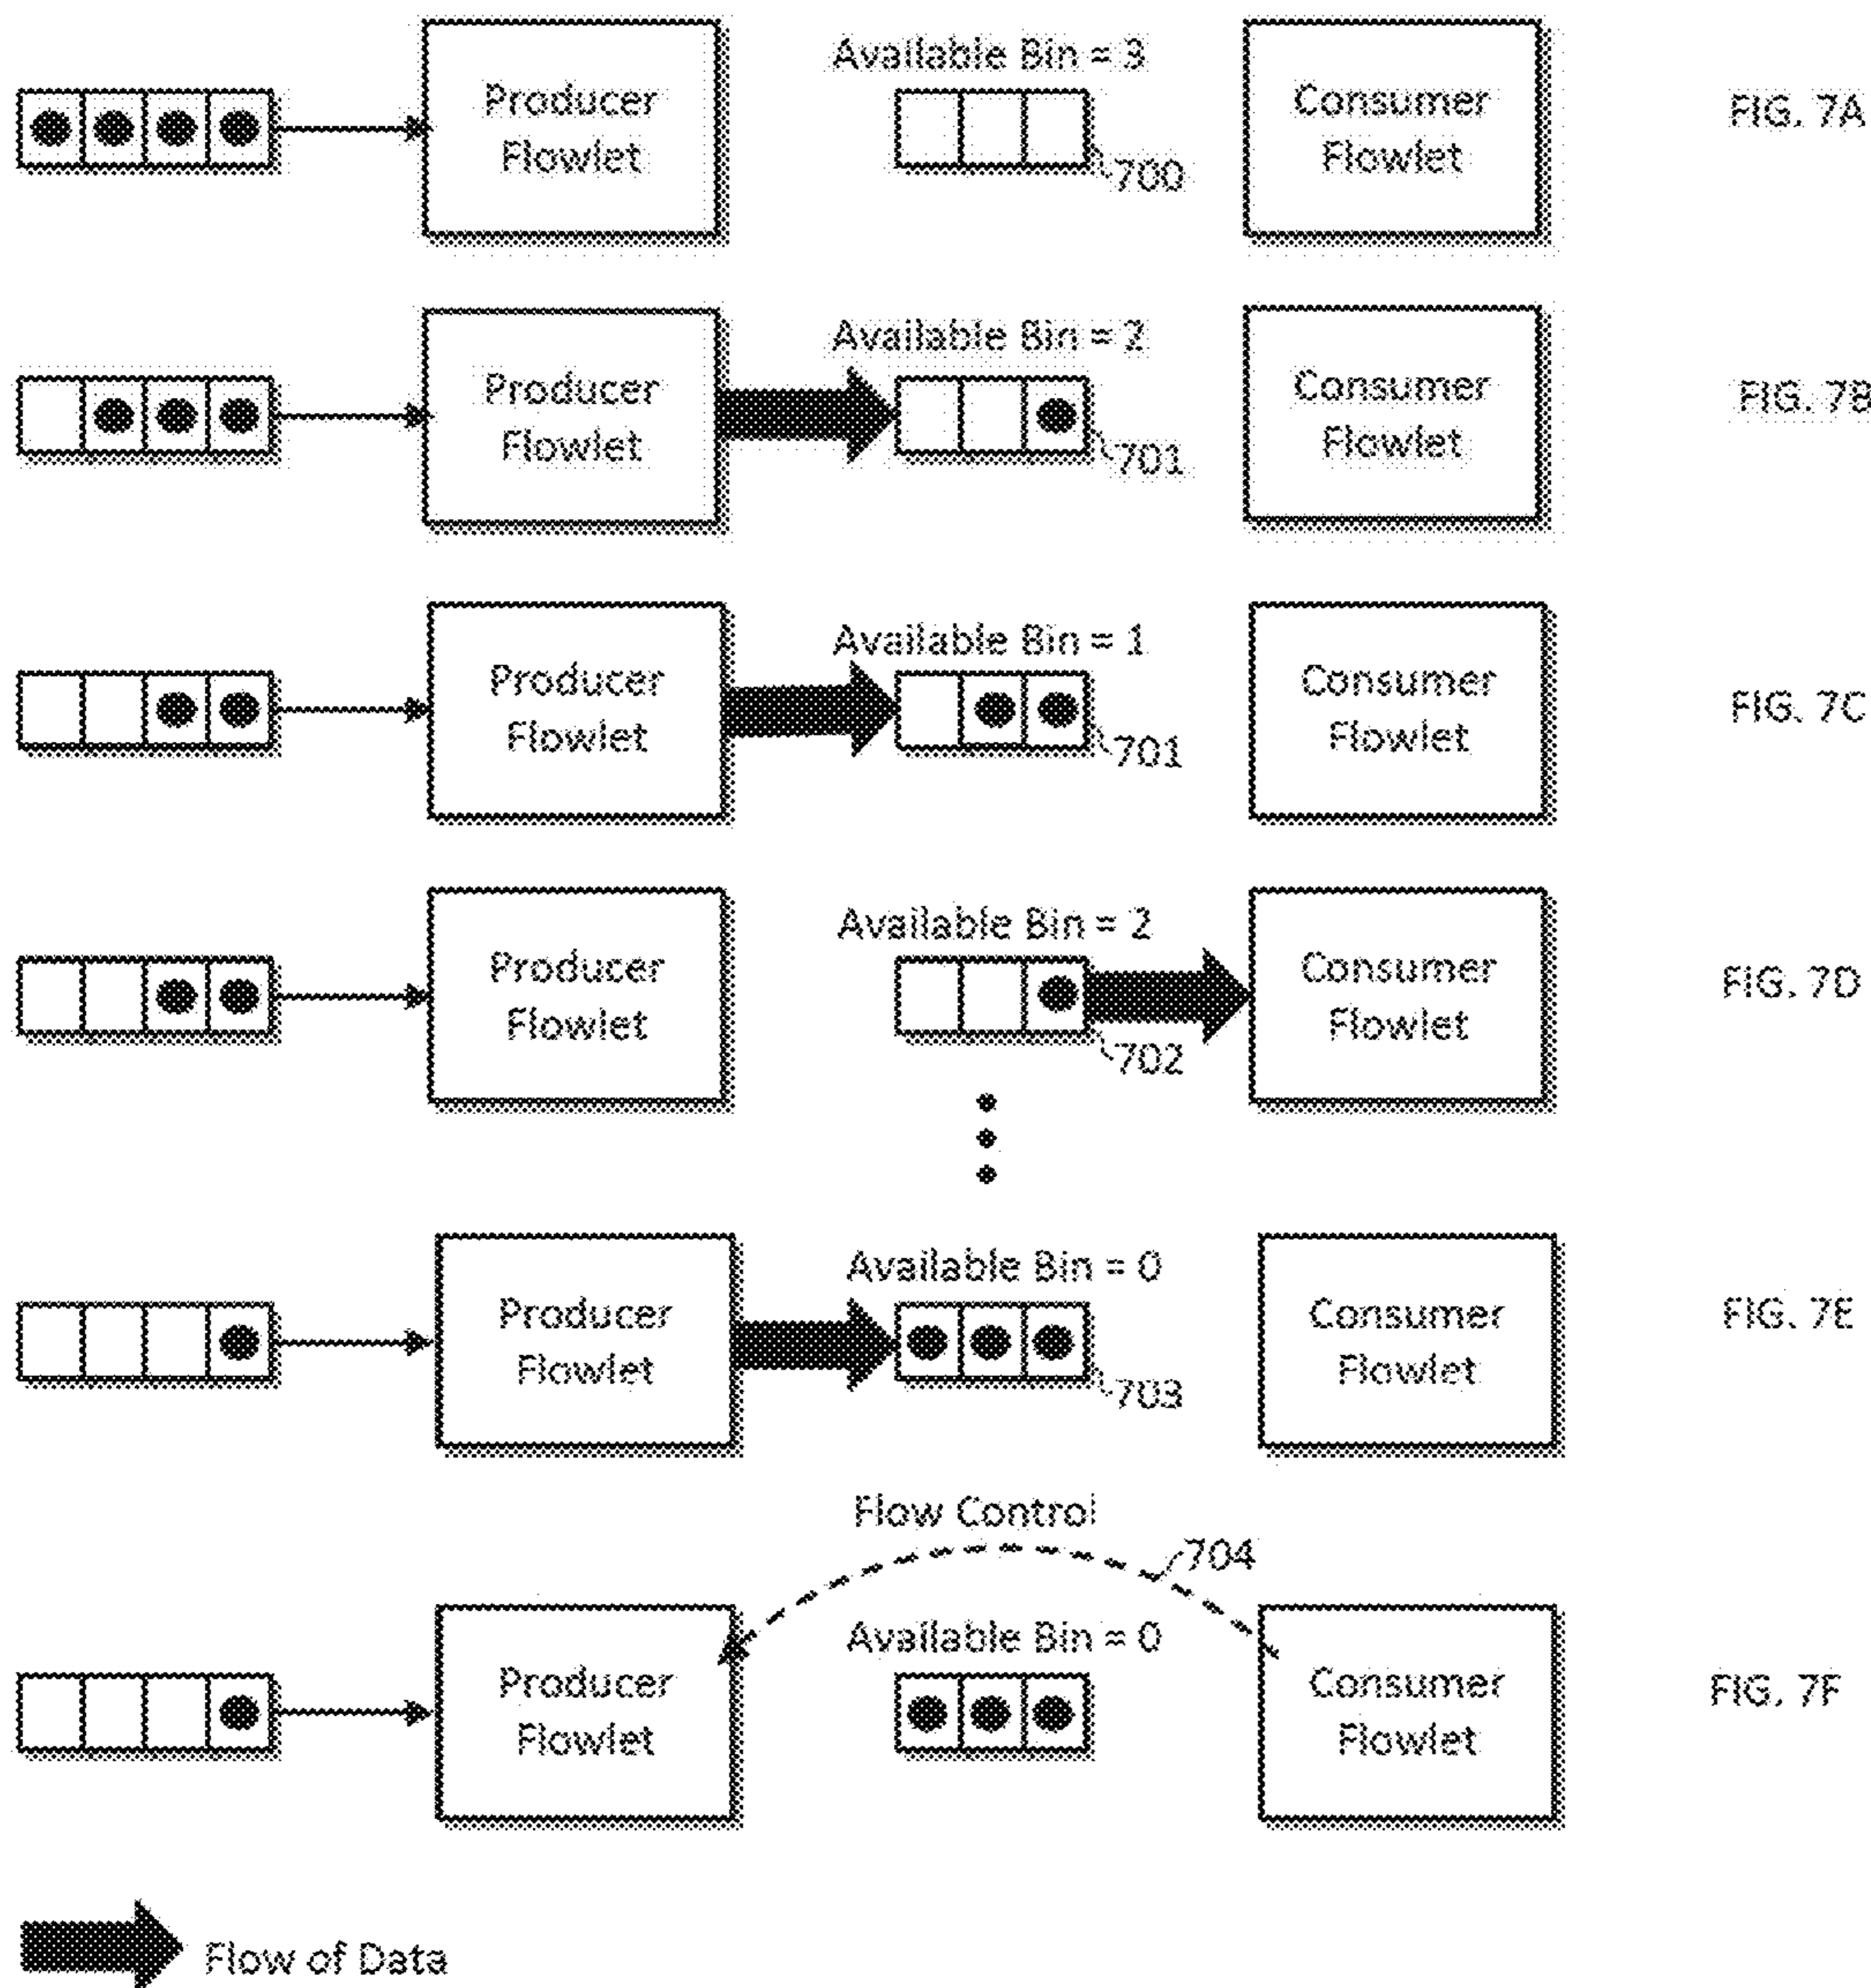 Available Bin = 3
Producer
Flowlet
Consumer
Flowlet
700
FIG. 7A
Available Bin = 2
Producer
Flowlet
Consumer
Flowlet
701
FIG. 7B
Available Bin = 1
Producer
Flowlet
Consumer
Flowlet
701
FIG. 7C
Available Bin = 2
Producer
Flowlet
Consumer
Flowlet
702
FIG. 7D
Available Bin = 0
Producer
Flowlet
Consumer
Flowlet
703
FIG. 7E
Flow Control
704
Available Bin = 0
Producer
Flowlet
Consumer
Flowlet
FIG. 7F
Flow of Data